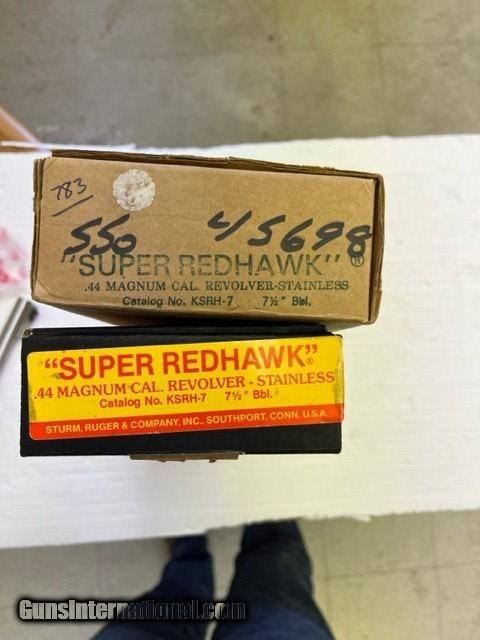 783
550 45698
"SUPER REDHAWK"®
.44 MAGNUM CAL. REVOLVER-STAINLESS
Catalog No. KSRH-7 7½" Bbl.
"SUPER REDHAWK"®
.44 MAGNUM CAL. REVOLVER - STAINLESS
Catalog No. KSRH-7 7½" Bbl.
STURM, RUGER & COMPANY, INC., SOUTHPORT, CONN. U.S.A.
GunsInternational.com